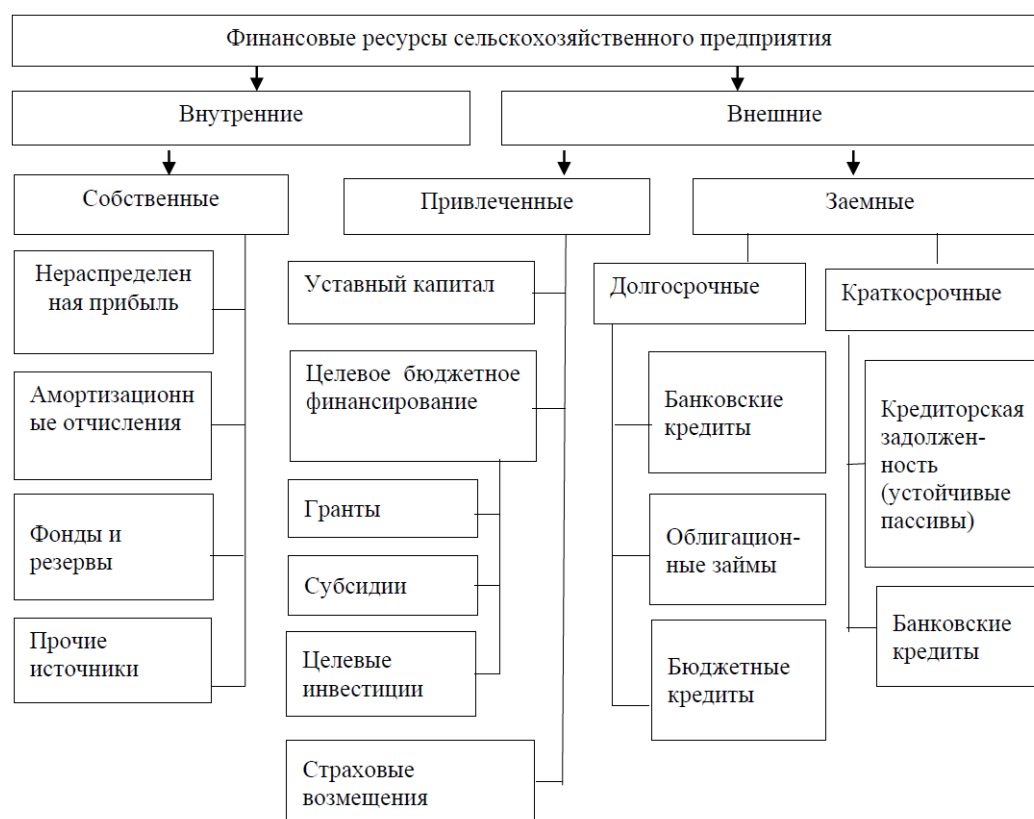 Финансовые ресурсы сельскохозяйственного предприятия
Внутренние
Внешние
Собственные
Привлеченные
Заемные
Нераспределен
ная прибыль
Амортизационн
ые отчисления
Фонды и
резервы
Прочие
источники
Уставный капитал
Целевое бюджетное
финансирование
Гранты
Субсидии
Целевые
инвестиции
Страховые
возмещения
Долгосрочные
Банковские
кредиты
Облигацион-
ные займы
Бюджетные
кредиты
Краткосрочные
Кредиторская
задолжен-
ность
(устойчивые
пассивы)
Банковские
кредиты